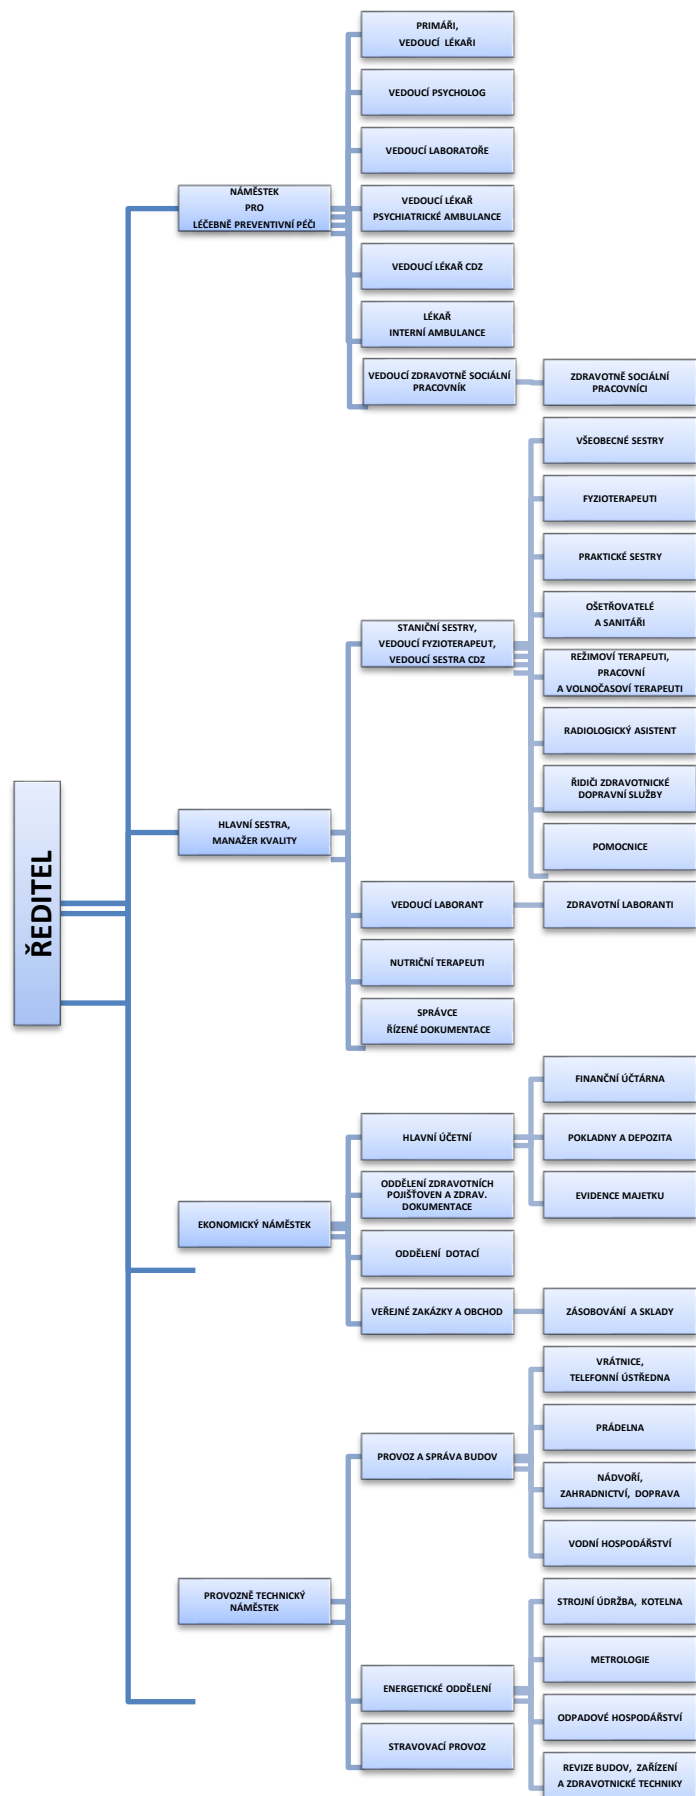 ŘEDITEL
NÁMĚSTEK
PRO
LÉČEBNĚ PREVENTIVNÍ PÉČI
PRIMÁŘI,
VEDOUCÍ LÉKAŘI
VEDOUCÍ PSYCHOLOG
VEDOUCÍ LABORATOŘE
VEDOUCÍ LÉKAŘ
PSYCHIATRICKÉ AMBULANCE
VEDOUCÍ LÉKAŘ CDZ
LÉKAŘ
INTERNÍ AMBULANCE
VEDOUCÍ ZDRAVOTNĚ SOCIÁLNÍ
PRACOVNÍK
ZDRAVOTNĚ SOCIÁLNÍ
PRACOVNÍCI
HLAVNÍ SESTRA,
MANAŽER KVALITY
STANIČNÍ SESTRY,
VEDOUCÍ FYZIOTERAPEUT,
VEDOUCÍ SESTRA CDZ
VŠEOBECNÉ SESTRY
FYZIOTERAPEUTI
PRAKTICKÉ SESTRY
OŠETŘOVATELÉ
A SANITÁŘI
REŽIMOVÍ TERAPEUTI,
PRACOVNÍ
A VOLNOČASOVÍ TERAPEUTI
RADIOLOGICKÝ ASISTENT
ŘIDIČI ZDRAVOTNICKÉ
DOPRAVNÍ SLUŽBY
POMOCNICE
VEDOUCÍ LABORANT
ZDRAVOTNÍ LABORANTI
NUTRIČNÍ TERAPEUTI
SPRÁVCE
ŘÍZENÉ DOKUMENTACE
EKONOMICKÝ NÁMĚSTEK
HLAVNÍ ÚČETNÍ
FINANČNÍ ÚČTÁRNA
POKLADNY A DEPOZITA
EVIDENCE MAJETKU
ODDĚLENÍ ZDRAVOTNÍCH
POJIŠŤOVEN A ZDRAV.
DOKUMENTACE
ODDĚLENÍ DOTACÍ
VEŘEJNÉ ZAKÁZKY A OBCHOD
ZÁSOBOVÁNÍ A SKLADY
PROVOZNĚ TECHNICKÝ
NÁMĚSTEK
PROVOZ A SPRÁVA BUDOV
VRÁTNICE,
TELEFONNÍ ÚSTŘEDNA
PRÁDELNA
NÁDVOŘÍ,
ZAHRADNICTVÍ, DOPRAVA
VODNÍ HOSPODÁŘSTVÍ
ENERGETICKÉ ODDĚLENÍ
STROJNÍ ÚDRŽBA, KOTELNA
METROLOGIE
ODPADOVÉ HOSPODÁŘSTVÍ
REVIZE BUDOV, ZAŘÍZENÍ
A ZDRAVOTNICKÉ TECHNIKY
STRAVOVACÍ PROVOZ